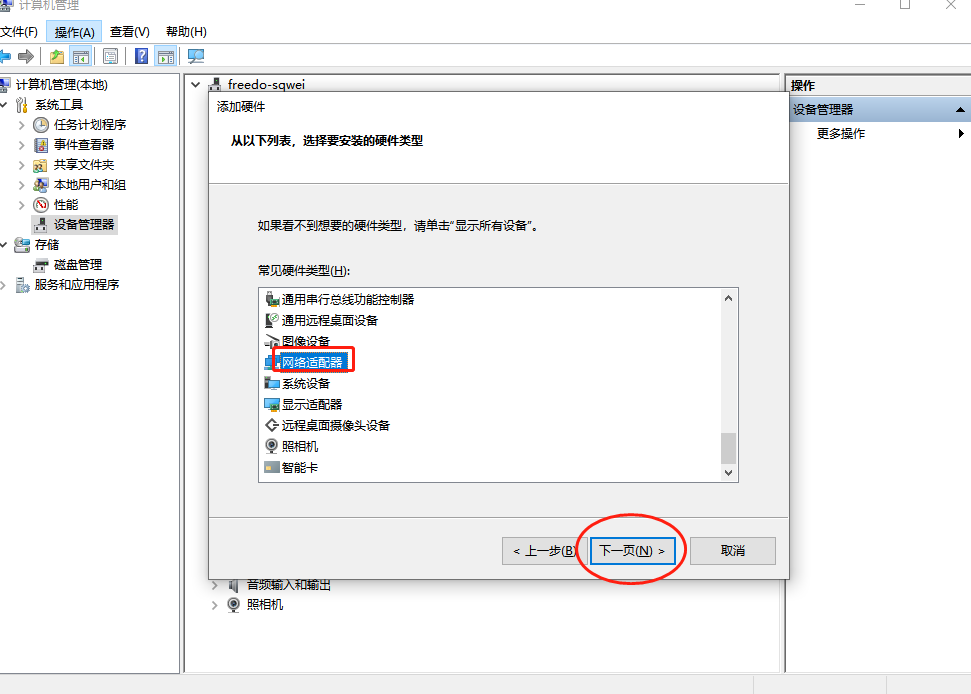 计算机管理
文件(F) 操作(A) 查看(V) 帮助(H)
计算机管理(本地)
系统工具
任务计划程序
事件查看器
共享文件夹
本地用户和组
性能
设备管理器
存储
磁盘管理
服务和应用程序
freedo-sqwei
添加硬件
从以下列表，选择要安装的硬件类型
如果看不到想要的硬件类型，请单击“显示所有设备”。
常见硬件类型(H):
通用串行总线功能控制器
通用远程桌面设备
图像设备
网络适配器
系统设备
显示适配器
远程桌面摄像头设备
照相机
智能卡
< 上一步(B) 下一页(N) > 取消
音频输入和输出
照相机
操作
设备管理器
更多操作